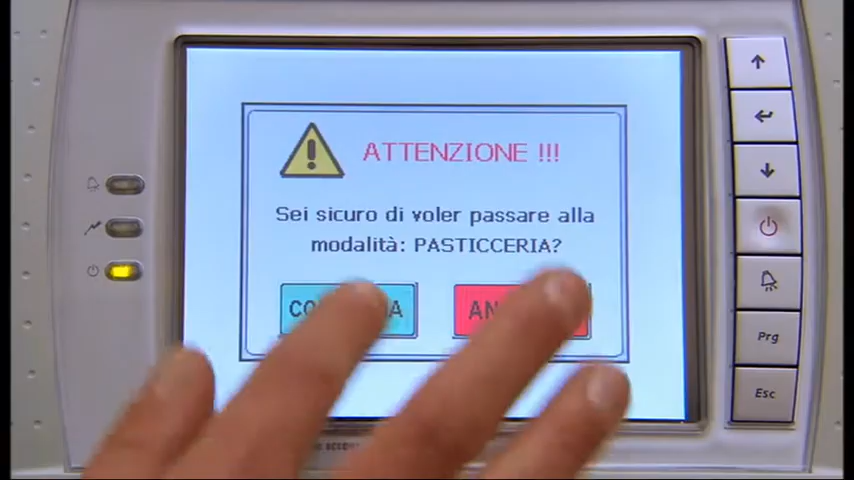 ATTENZIONE !!!
Sei sicuro di voler passare alla
modalità: PASTICCERIA?
Prg
Esc